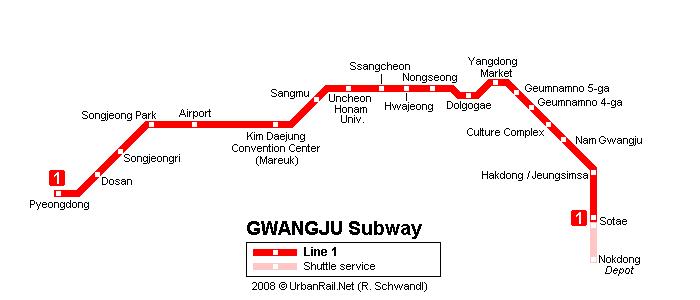 Ssangcheon
Yangdong
Market
Nongseong
Sangmu
Uncheon
Honam
Univ.
Hwajeong
Dolgogae
Geumnamno 5-ga
Geumnamno 4-ga
Songjeong Park
Airport
Kim Daejung
Convention Center
(Mareuk)
Culture Complex
Nam Gwangju
Songjeongri
Dosan
1
Pyeongdong
Hakdong / Jeungsimsa
1
Sotae
GWANGJU Subway
Line 1
Shuttle service
Nokdong
Depot
2008 © UrbanRail.Net (R. Schwandl)